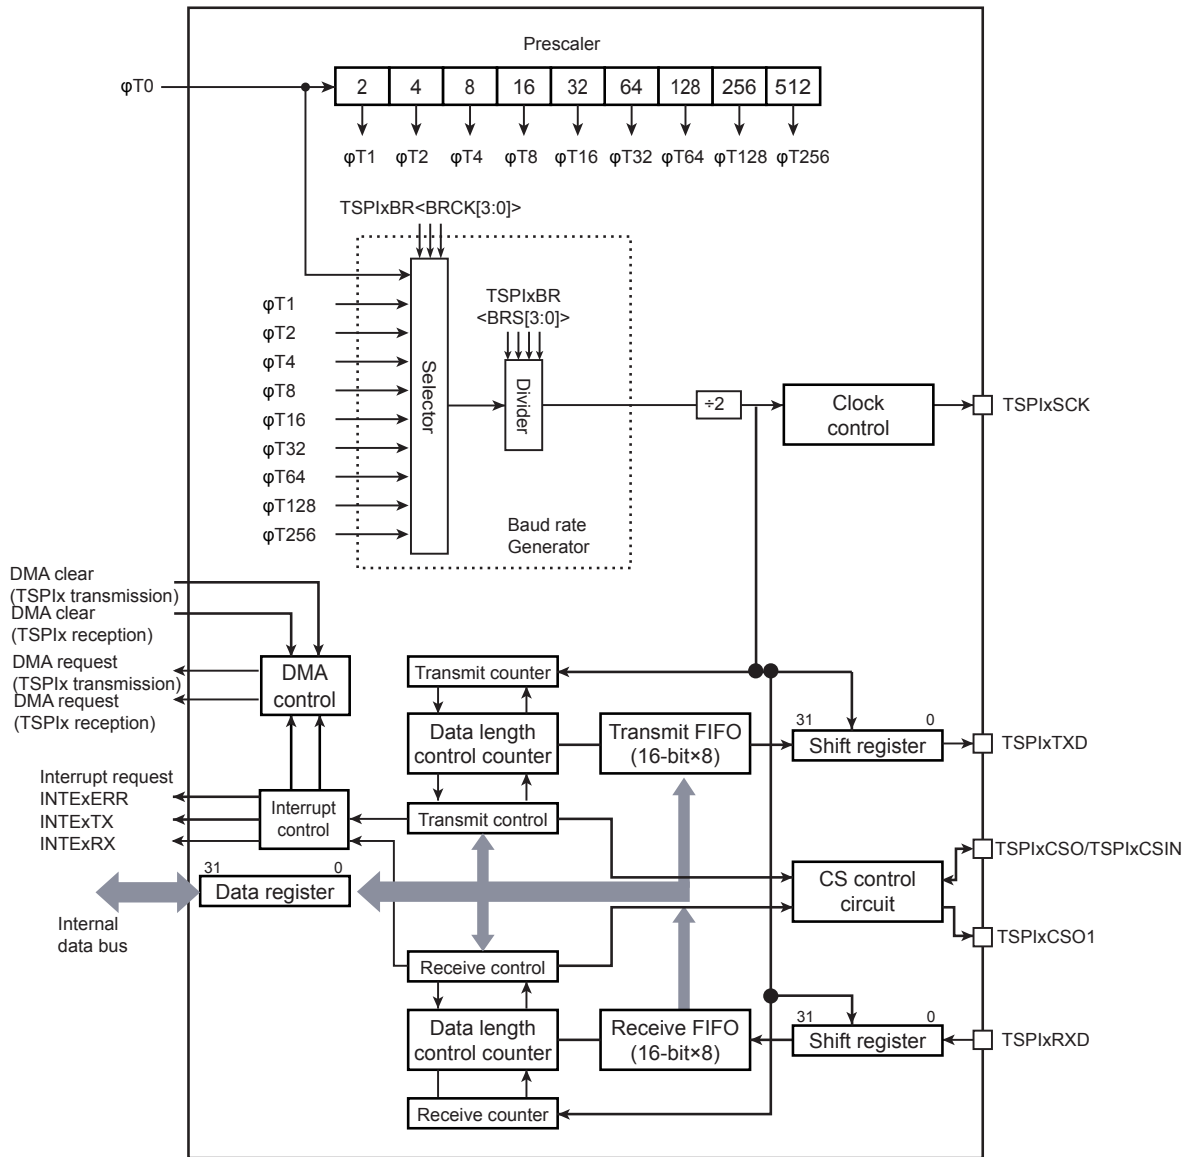 Prescaler
φT0
2 4 8 16 32 64 128 256 512
φT1 φT2 φT4 φT8 φT16 φT32 φT64 φT128 φT256
TSPIxBR<BRCK[3:0]>
φT1
φT2
φT4
φT8
φT16
φT32
φT64
φT128
φT256
Selector
TSPIxBR
<BRS[3:0]>
Divider
Baud rate
Generator
÷2
Clock
control
TSPIxSCK
DMA clear
(TSPIx transmission)
DMA clear
(TSPIx reception)
DMA request
(TSPIx transmission)
DMA request
(TSPIx reception)
DMA
control
Interrupt request
INTExERR
INTExTX
INTExRX
Interrupt
control
31 0
Data register
Internal
data bus
Transmit counter
Data length
control counter
Transmit control
Transmit FIFO
(16-bit×8)
31 0
Shift register
TSPIxTXD
CS control
circuit
TSPIxCSO/TSPIxCSIN
TSPIxCSO1
Receive control
Data length
control counter
Receive counter
Receive FIFO
(16-bit×8)
31 0
Shift register
TSPIxRXD